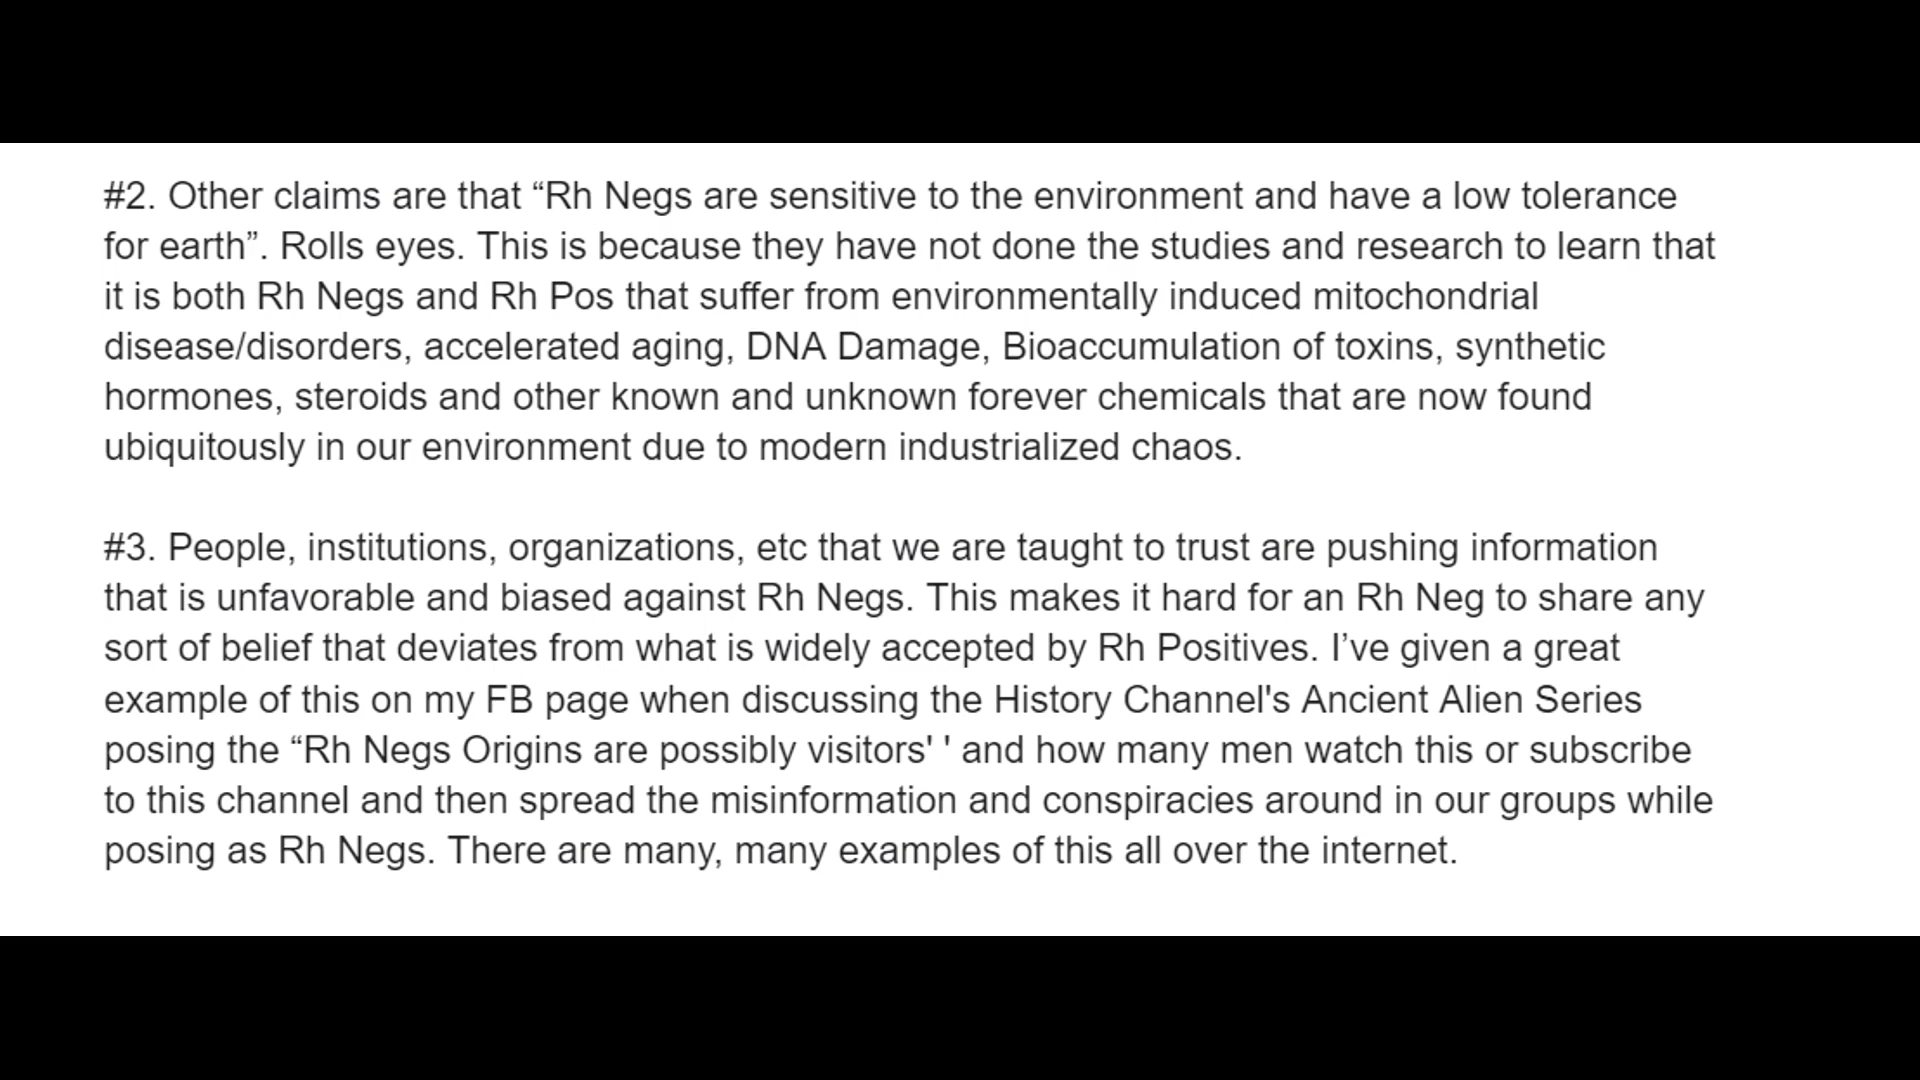 #2. Other claims are that “Rh Negs are sensitive to the environment and have a low tolerance
for earth”. Rolls eyes. This is because they have not done the studies and research to learn that
it is both Rh Negs and Rh Pos that suffer from environmentally induced mitochondrial
disease/disorders, accelerated aging, DNA Damage, Bioaccumulation of toxins, synthetic
hormones, steroids and other known and unknown forever chemicals that are now found
ubiquitously in our environment due to modern industrialized chaos.
#3. People, institutions, organizations, etc that we are taught to trust are pushing information
that is unfavorable and biased against Rh Negs. This makes it hard for an Rh Neg to share any
sort of belief that deviates from what is widely accepted by Rh Positives. I’ve given a great
example of this on my FB page when discussing the History Channel's Ancient Alien Series
posing the “Rh Negs Origins are possibly visitors' ' and how many men watch this or subscribe
to this channel and then spread the misinformation and conspiracies around in our groups while
posing as Rh Negs. There are many, many examples of this all over the internet.